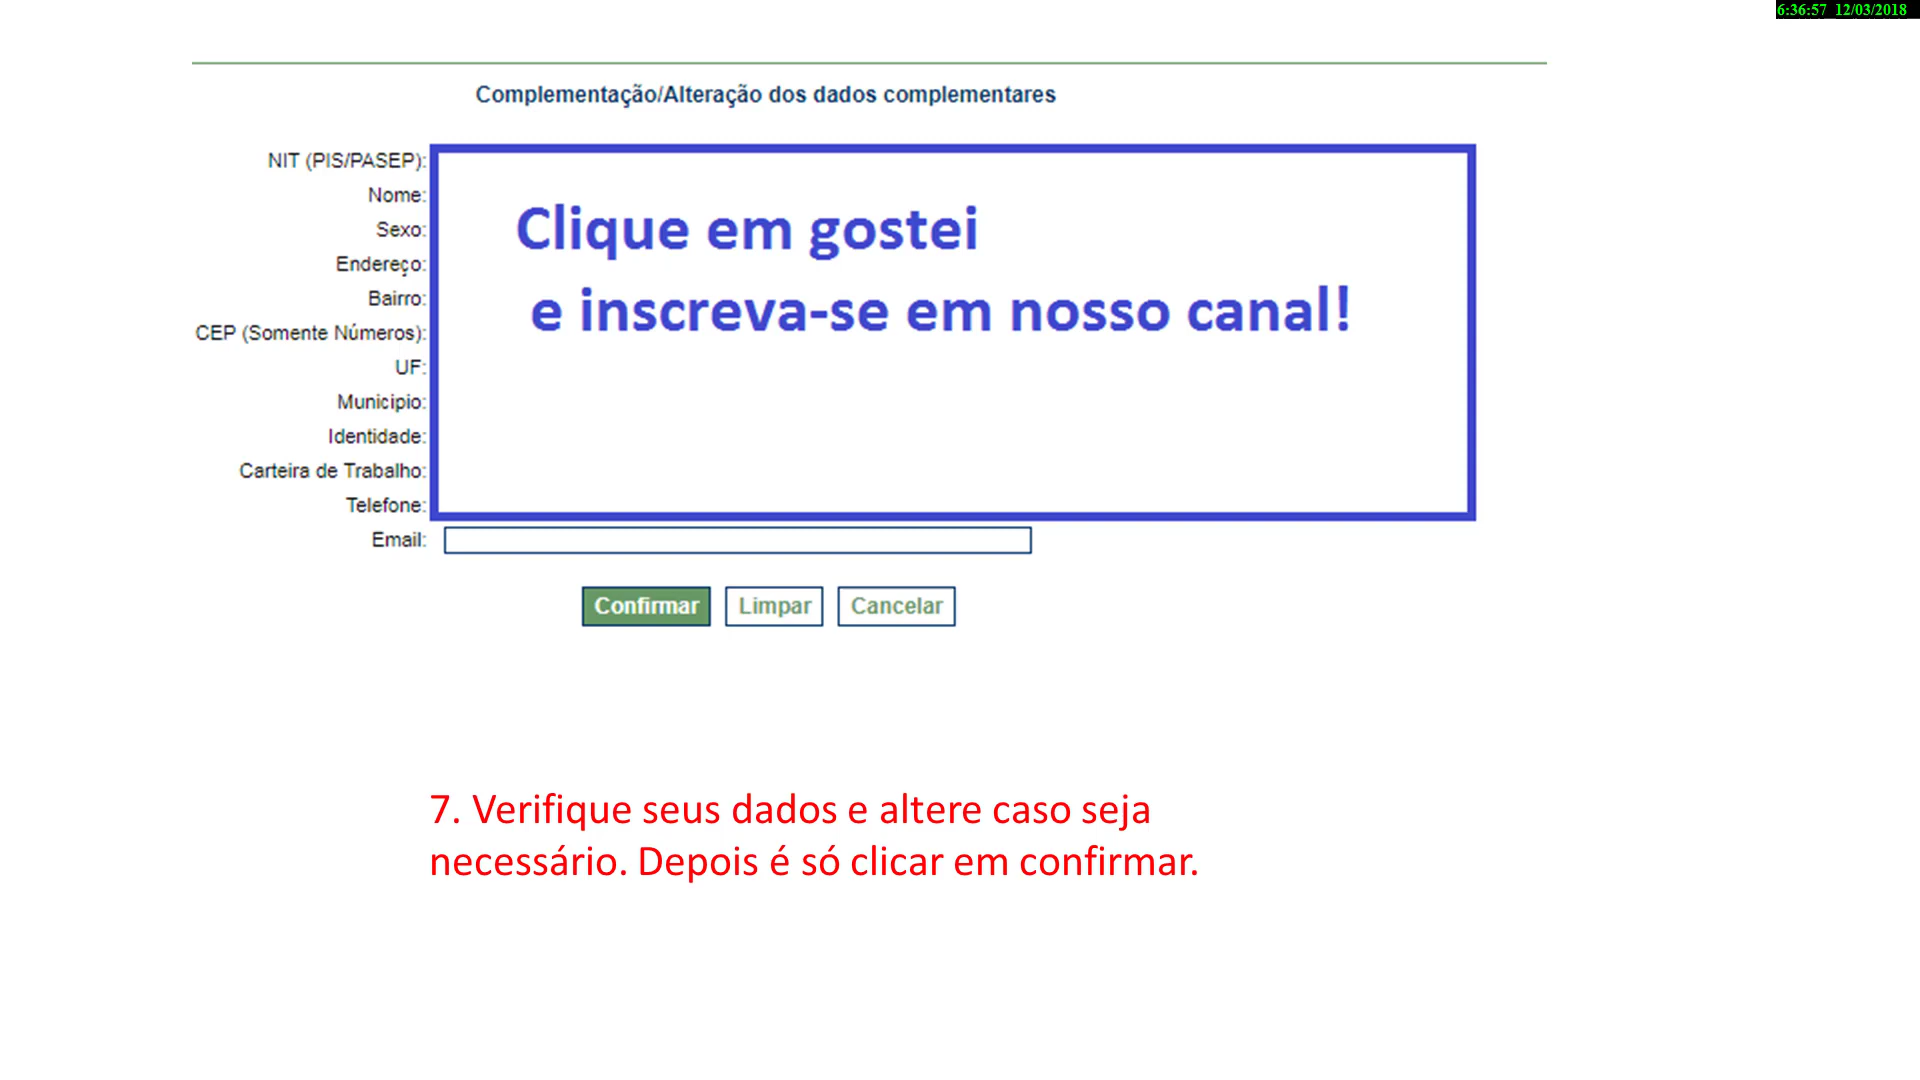 6:36:57 12/03/2018
Complementação/Alteração dos dados complementares
NIT (PIS/PASEP):
Nome:
Sexo:
Endereço:
Bairro:
CEP (Somente Números):
UF:
Municipio:
Identidade:
Carteira de Trabalho:
Telefone:
Clique em gostei
e inscreva-se em nosso canal!
Email:
Confirmar Limpar Cancelar
7. Verifique seus dados e altere caso seja
necessário. Depois é só clicar em confirmar.